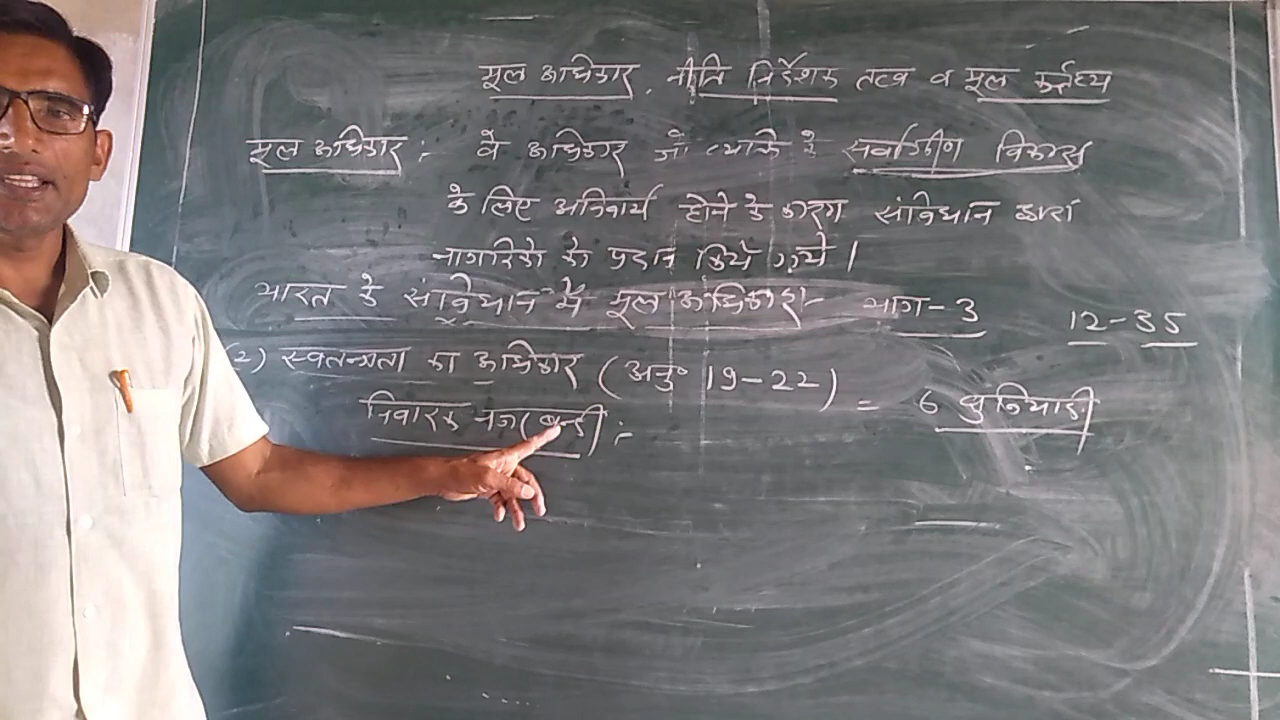 मूल अधिकार, नीति निर्देशक तत्व व मूल कर्त्तव्य
मूल अधिकार :- वे अधिकार जो व्यक्ति के सर्वाङ्गीण विकास
के लिए अनिवार्य होने के कारण संविधान द्वारा
नागरिको को प्रदान किये गये।
भारत के संविधान में मूल अधिकार - भाग-3 12-35
(2) स्वतन्त्रता का अधिकार (अनु० 19-22) = 6 बुनियादी
निवारक नजरबन्दी :-